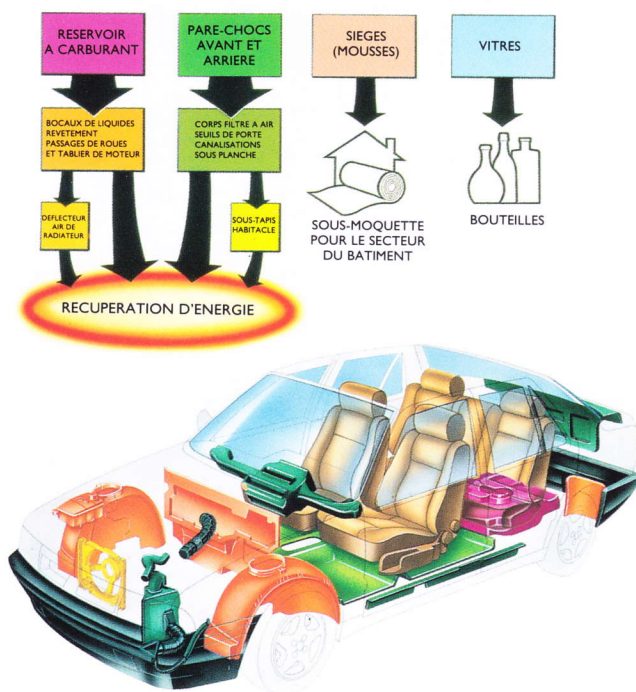 RESERVOIR
A CARBURANT
PARE-CHOCS
AVANT ET
ARRIERE
SIEGES
(MOUSSES)
VITRES
BOCAUX DE LIQUIDES
REVETEMENT
PASSAGES DE ROUES
ET TABLIER DE MOTEUR
CORPS FILTRE A AIR
SEUILS DE PORTE
CANALISATIONS
SOUS PLANCHE
DEFLECTEUR
AIR DE
RADIATEUR
SOUS-TAPIS
HABITACLE
SOUS-MOQUETTE
POUR LE SECTEUR
DU BATIMENT
BOUTEILLES
RECUPERATION D'ENERGIE